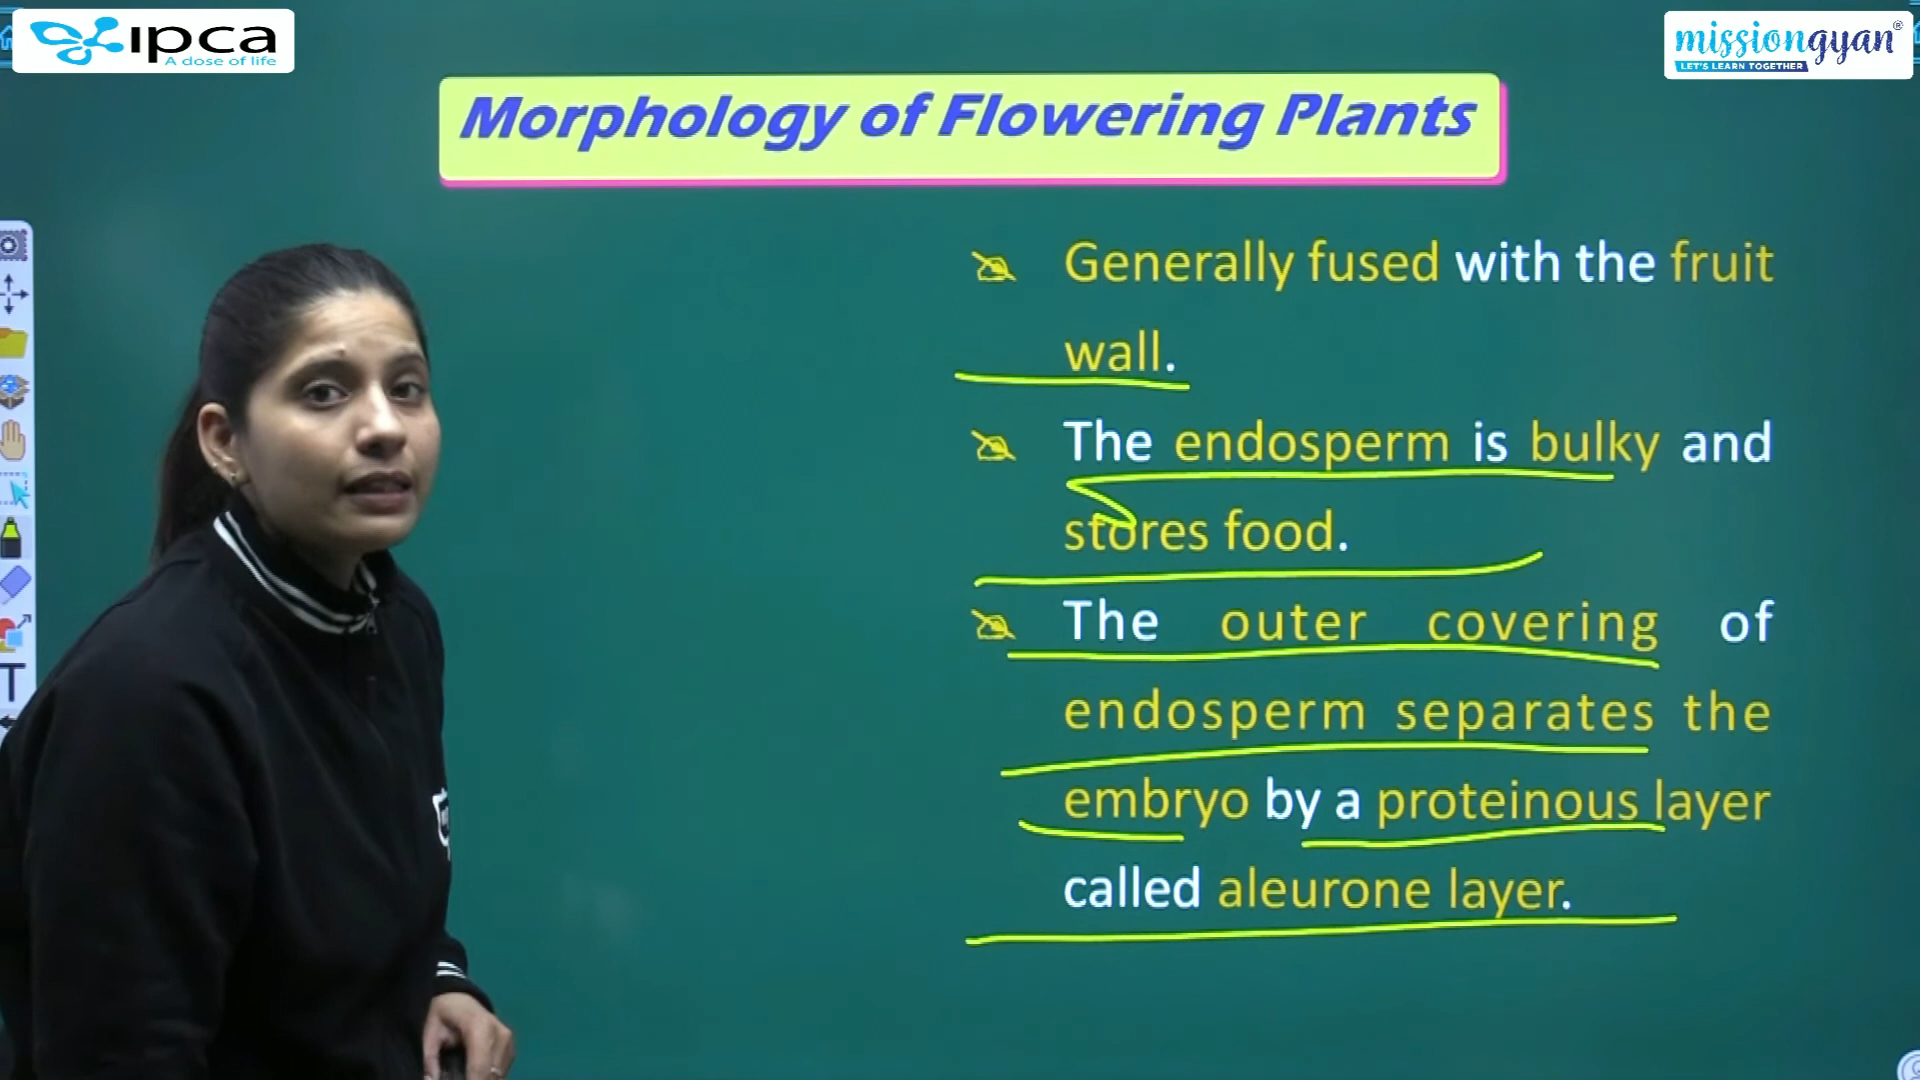 ipca
A dose of life
missiongyan®
LET'S LEARN TOGETHER
Morphology of Flowering Plants
Generally fused with the fruit
wall.
The endosperm is bulky and
stores food.
The outer covering of
endosperm separates the
embryo by a proteinous layer
called aleurone layer.
T